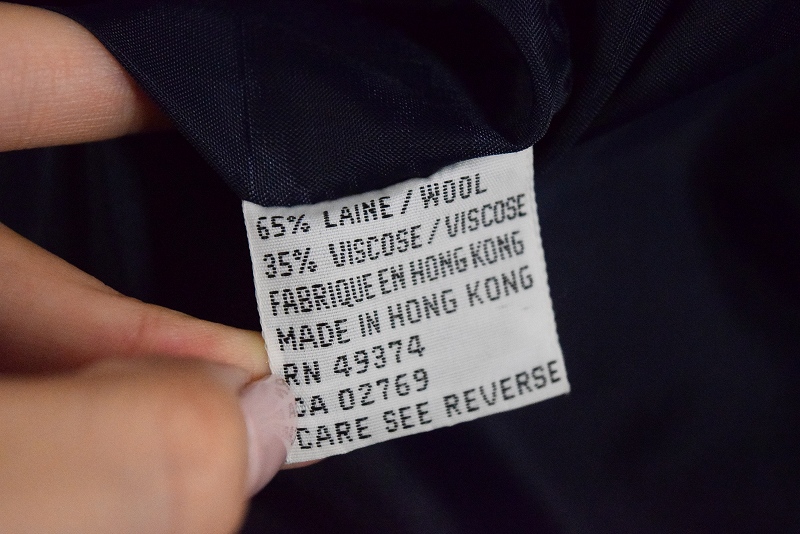 65% LAINE / WOOL
35% VISCOSE / VISCOSE
FABRIQUE EN HONG KONG
MADE IN HONG KONG
RN 49374
CA 02769
CARE SEE REVERSE